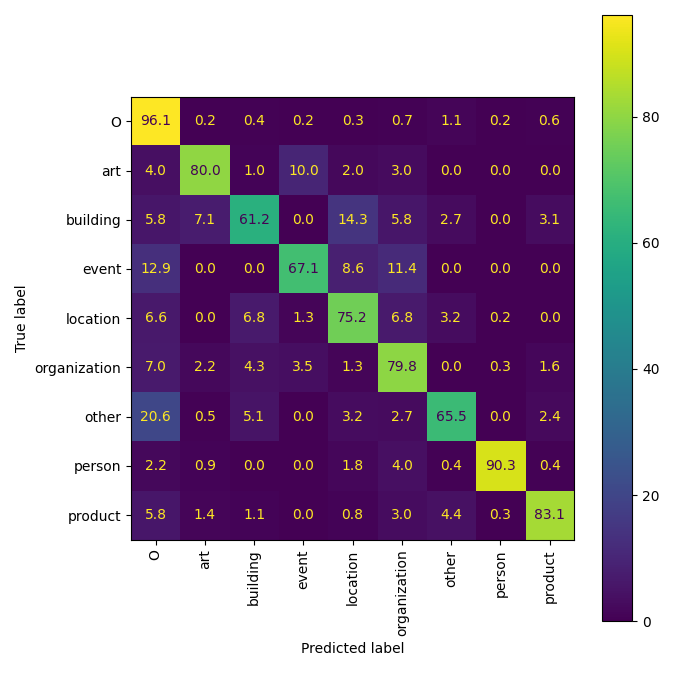 O 96.1 0.2 0.4 0.2 0.3 0.7 1.1 0.2 0.6
art 4.0 80.0 1.0 10.0 2.0 3.0 0.0 0.0 0.0
building 5.8 7.1 61.2 0.0 14.3 5.8 2.7 0.0 3.1
event 12.9 0.0 0.0 67.1 8.6 11.4 0.0 0.0 0.0
location 6.6 0.0 6.8 1.3 75.2 6.8 3.2 0.2 0.0
organization 7.0 2.2 4.3 3.5 1.3 79.8 0.0 0.3 1.6
other 20.6 0.5 5.1 0.0 3.2 2.7 65.5 0.0 2.4
person 2.2 0.9 0.0 0.0 1.8 4.0 0.4 90.3 0.4
product 5.8 1.4 1.1 0.0 0.8 3.0 4.4 0.3 83.1
True label
O art building event location organization other person product
Predicted label
80
60
40
20
0